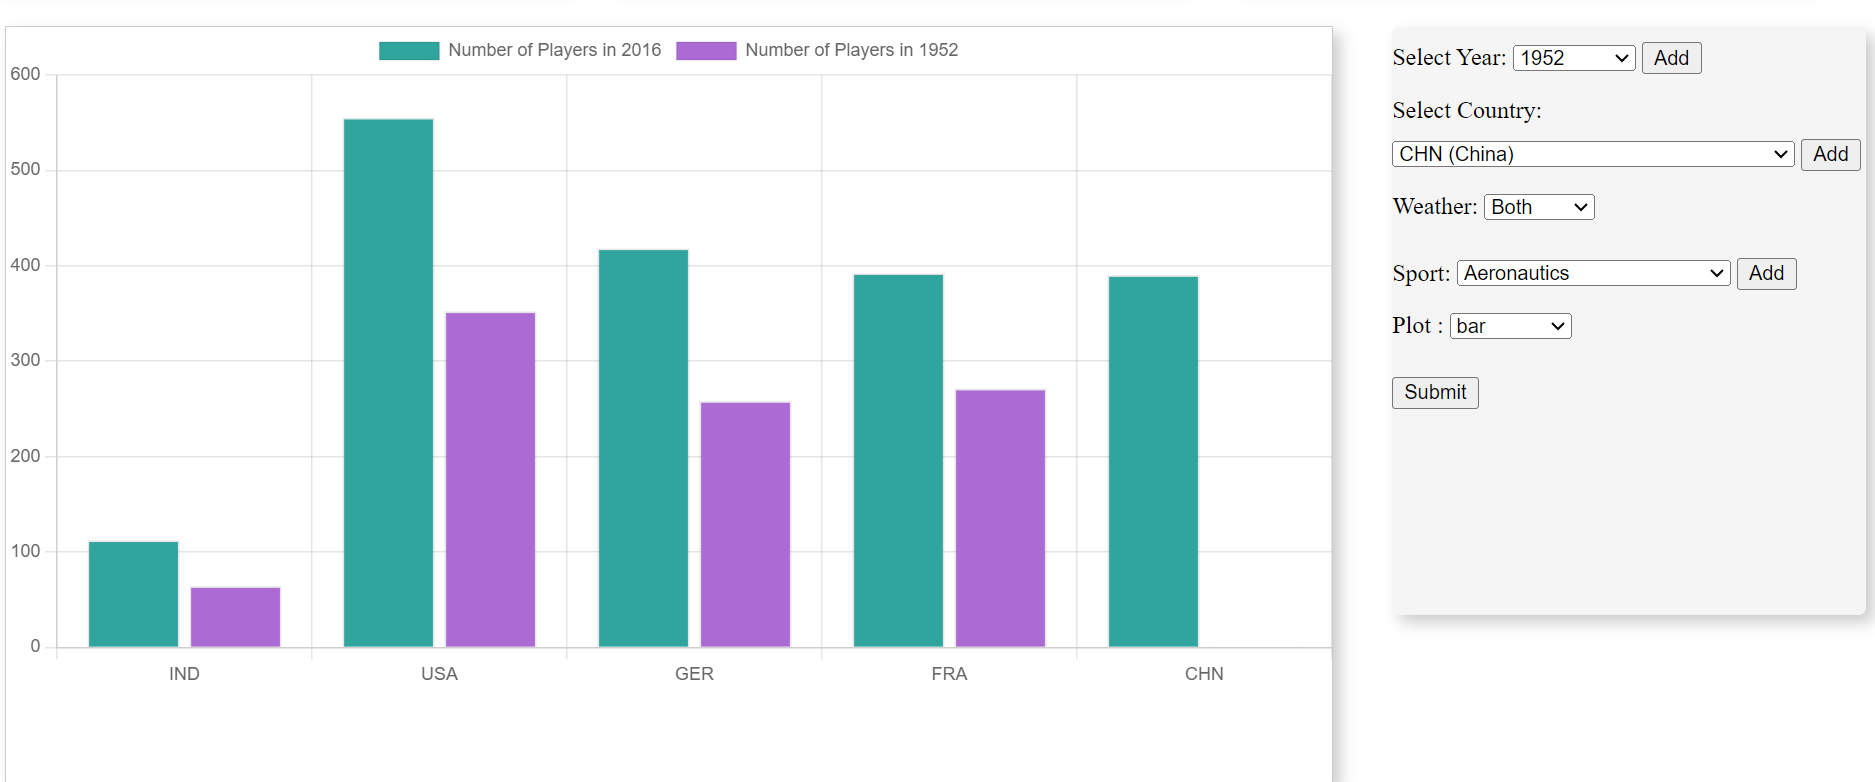 Number of Players in 2016 Number of Players in 1952
600
500
400
300
200
100
0
IND USA GER FRA CHN
Select Year: 1952 Add
Select Country:
CHN (China) Add
Weather: Both
Sport: Aeronautics Add
Plot : bar
Submit